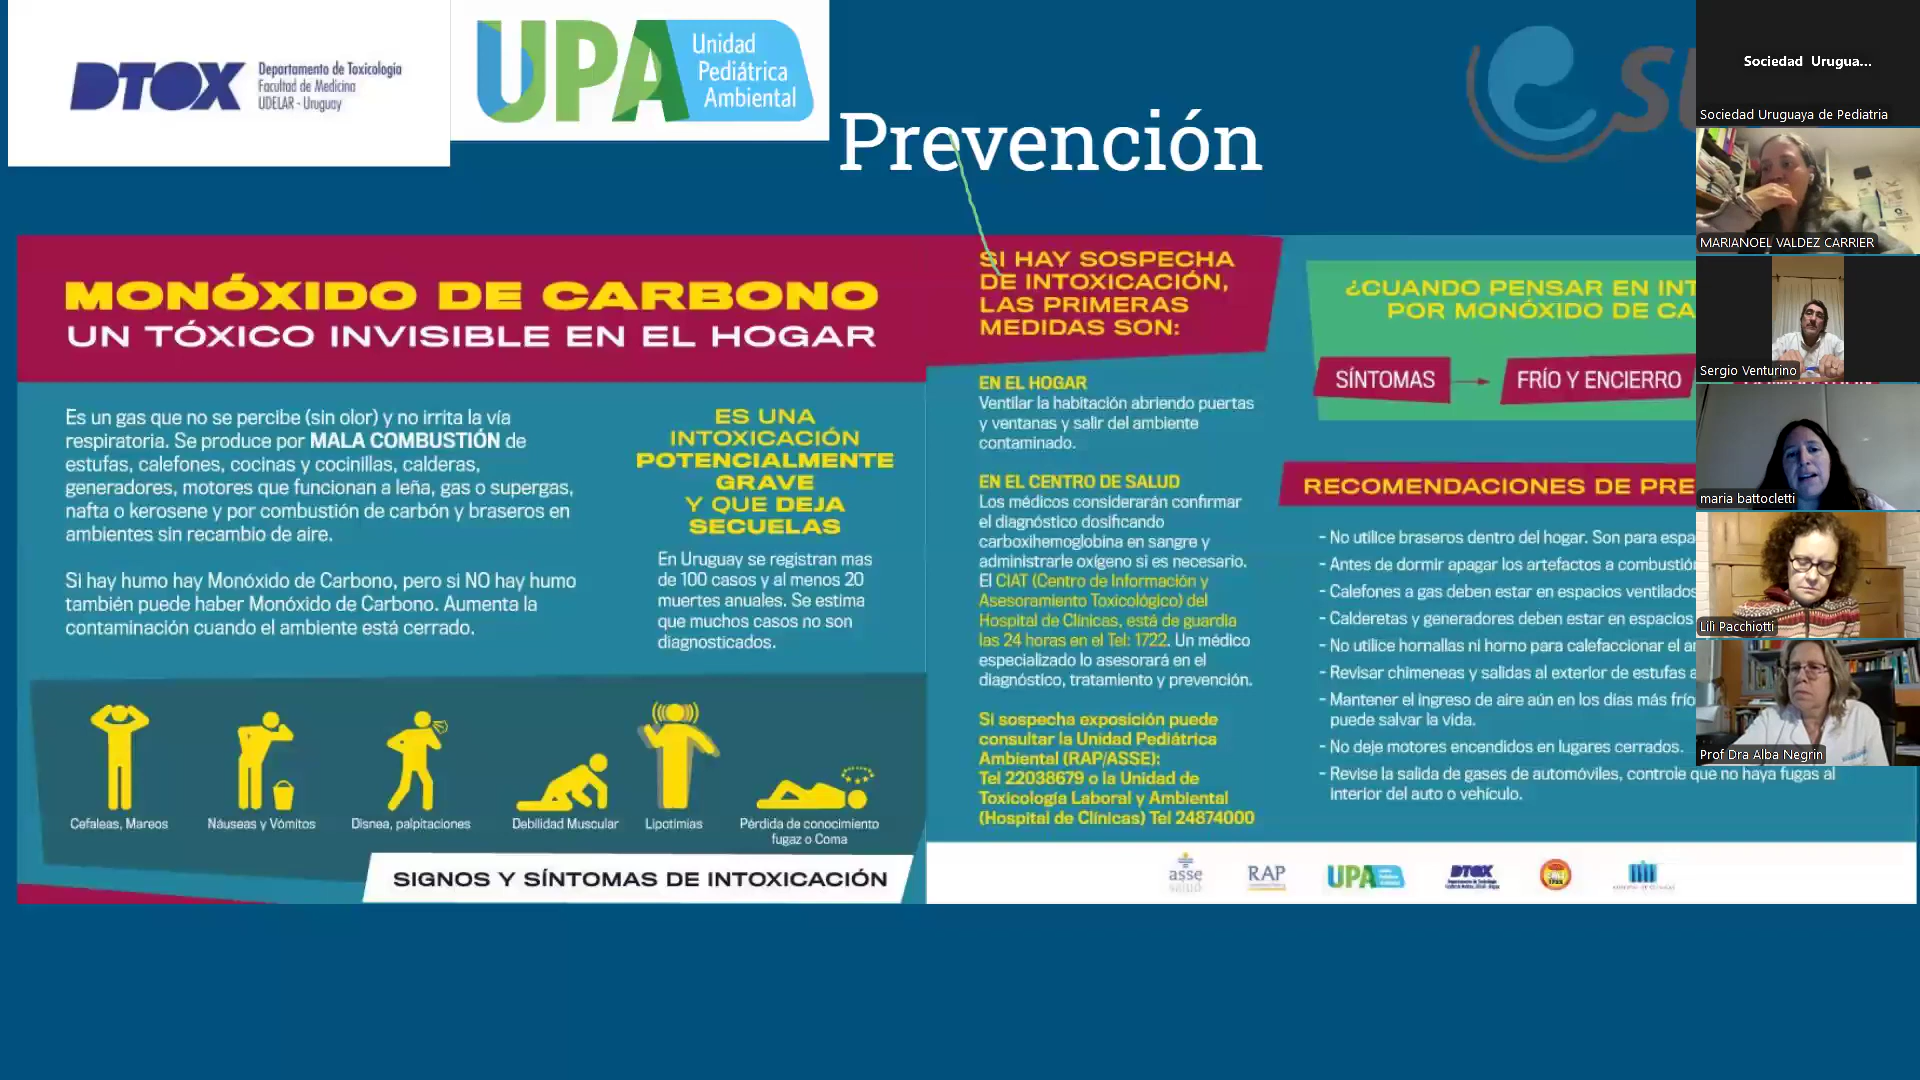 DTOX
Departamento de Toxicología
Facultad de Medicina
UDELAR - Uruguay
UPA
Unidad
Pediátrica
Ambiental
Prevención
MONÓXIDO DE CARBONO
UN TÓXICO INVISIBLE EN EL HOGAR
Es un gas que no se percibe (sin olor) y no irrita la vía
respiratoria. Se produce por MALA COMBUSTIÓN de
estufas, calefones, cocinas y cocinillas, calderas,
generadores, motores que funcionan a leña, gas o supergas,
nafta o kerosene y por combustión de carbón y braseros en
ambientes sin recambio de aire.
Si hay humo hay Monóxido de Carbono, pero si NO hay humo
también puede haber Monóxido de Carbono. Aumenta la
contaminación cuando el ambiente está cerrado.
ES UNA
INTOXICACIÓN
POTENCIALMENTE
GRAVE
Y QUE DEJA
SECUELAS
En Uruguay se registran mas
de 100 casos y al menos 20
muertes anuales. Se estima
que muchos casos no son
diagnosticados.
Cefaleas, Mareos
Náuseas y Vómitos
Disnea, palpitaciones
Debilidad Muscular
Lipotimias
Pérdida de conocimiento
fugaz o Coma
SIGNOS Y SÍNTOMAS DE INTOXICACIÓN
SI HAY SOSPECHA
DE INTOXICACIÓN,
LAS PRIMERAS
MEDIDAS SON:
EN EL HOGAR
Ventilar la habitación abriendo puertas
y ventanas y salir del ambiente
contaminado.
EN EL CENTRO DE SALUD
Los médicos considerarán confirmar
el diagnóstico dosificando
carboxihemoglobina en sangre y
administrarle oxígeno si es necesario.
El CIAT (Centro de Información y
Asesoramiento Toxicológico) del
Hospital de Clínicas, está de guardia
las 24 horas en el Tel: 1722. Un médico
especializado lo asesorará en el
diagnóstico, tratamiento y prevención.
Si sospecha exposición puede
consultar la Unidad Pediátrica
Ambiental (RAP/ASSE):
Tel 22038679 o la Unidad de
Toxicología Laboral y Ambiental
(Hospital de Clínicas) Tel 24874000
¿CUANDO PENSAR EN INT
POR MONÓXIDO DE CA
SÍNTOMAS
FRÍO Y ENCIERRO
RECOMENDACIONES DE PRE
- No utilice braseros dentro del hogar. Son para espa
- Antes de dormir apagar los artefactos a combustió
- Calefones a gas deben estar en espacios ventilados
- Calderetas y generadores deben estar en espacios
- No utilice hornallas ni horno para calefaccionar el a
- Revisar chimeneas y salidas al exterior de estufas a
- Mantener el ingreso de aire aún en los días más frío
puede salvar la vida.
- No deje motores encendidos en lugares cerrados.
- Revise la salida de gases de automóviles, controle que no haya fugas al
interior del auto o vehículo.
asse
salud
RAP
UPA
DTOX
Sociedad Urugua...
Sociedad Uruguaya de Pediatria
MARIANOEL VALDEZ CARRIER
Sergio Venturino
maria battocletti
Lili Pacchiotti
Prof Dra Alba Negrin